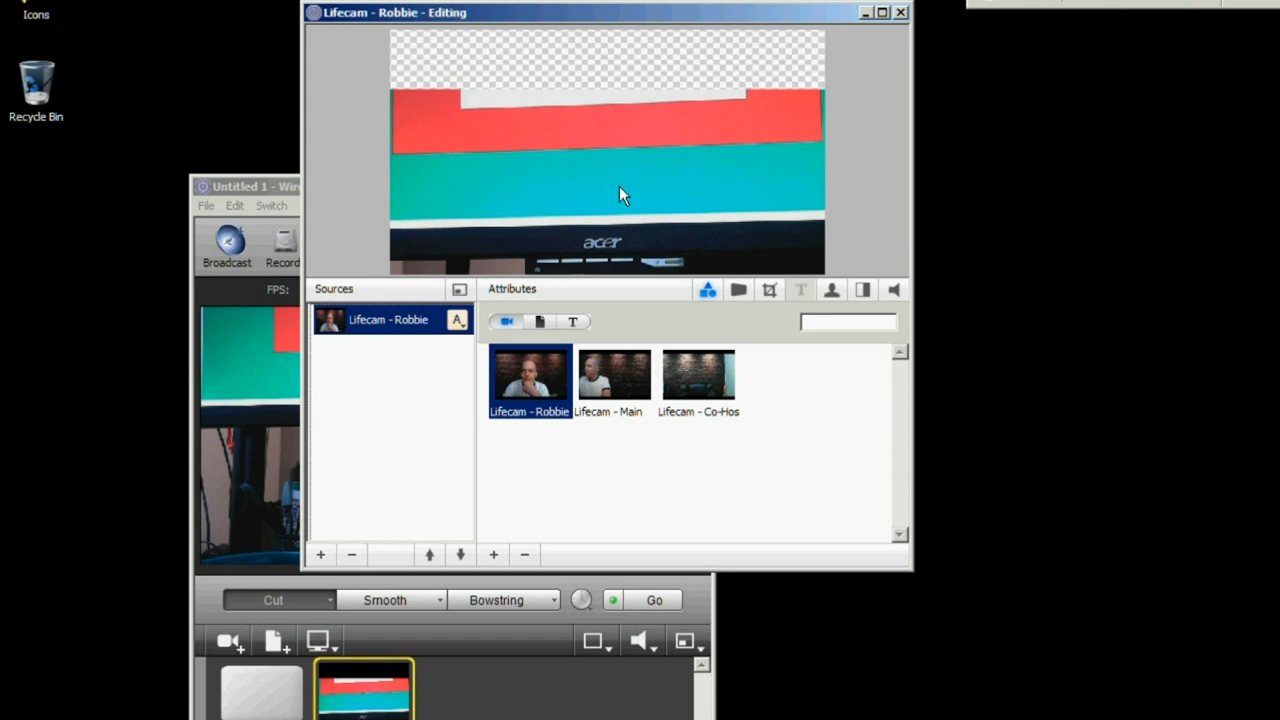 Icons
Lifecam - Robbie - Editing
Recycle Bin
Untitled 1 - Wire
File Edit Switch
acer
Broadcast Record
FPS:
Sources
Attributes
T
Lifecam - Robbie
A
T
Lifecam - Robbie
Lifecam - Main
Lifecam - Co-Hos
Cut
Smooth
Bowstring
Go